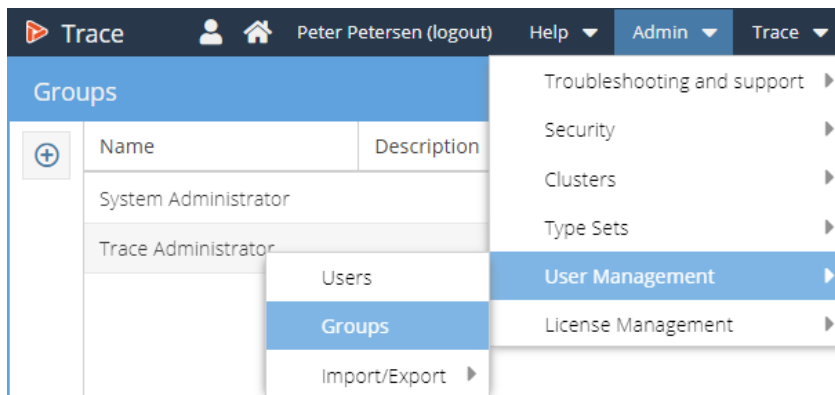 Trace Peter Petersen (logout) Help Admin Trace
Groups
Name Description
System Administrator
Trace Administrator
Troubleshooting and support
Security
Clusters
Type Sets
User Management
License Management
Users
Groups
Import/Export